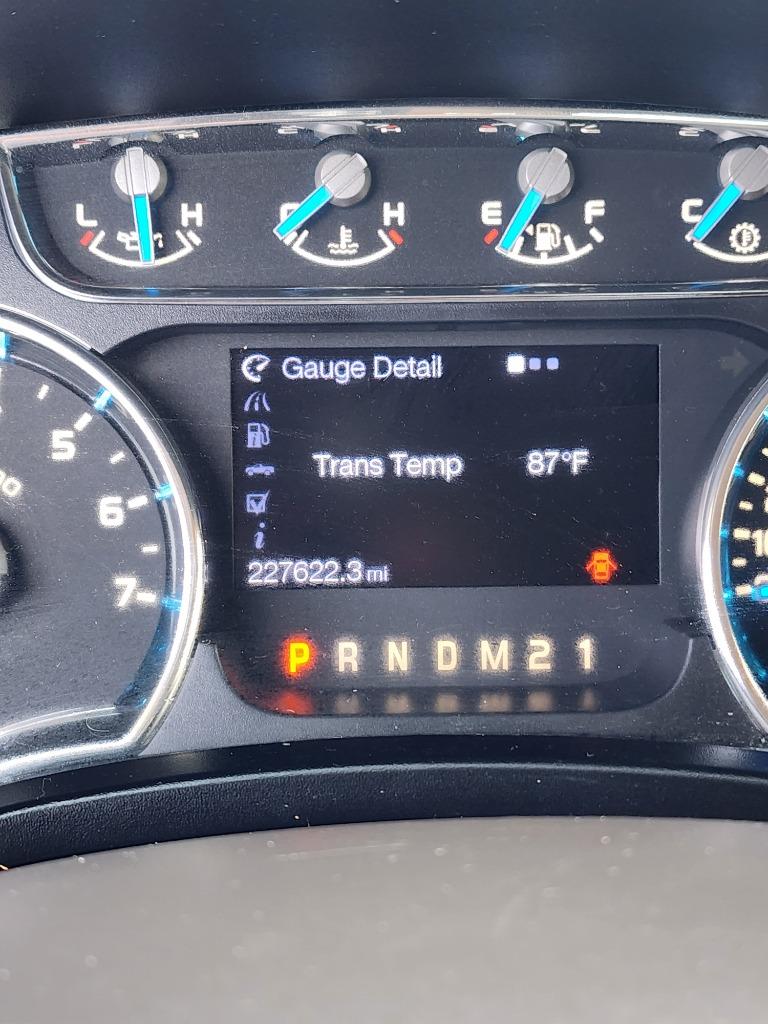 L H H E F C
Gauge Detail
5
Trans Temp 87°F
6
7
227622.3 mi
P R N D M 2 1